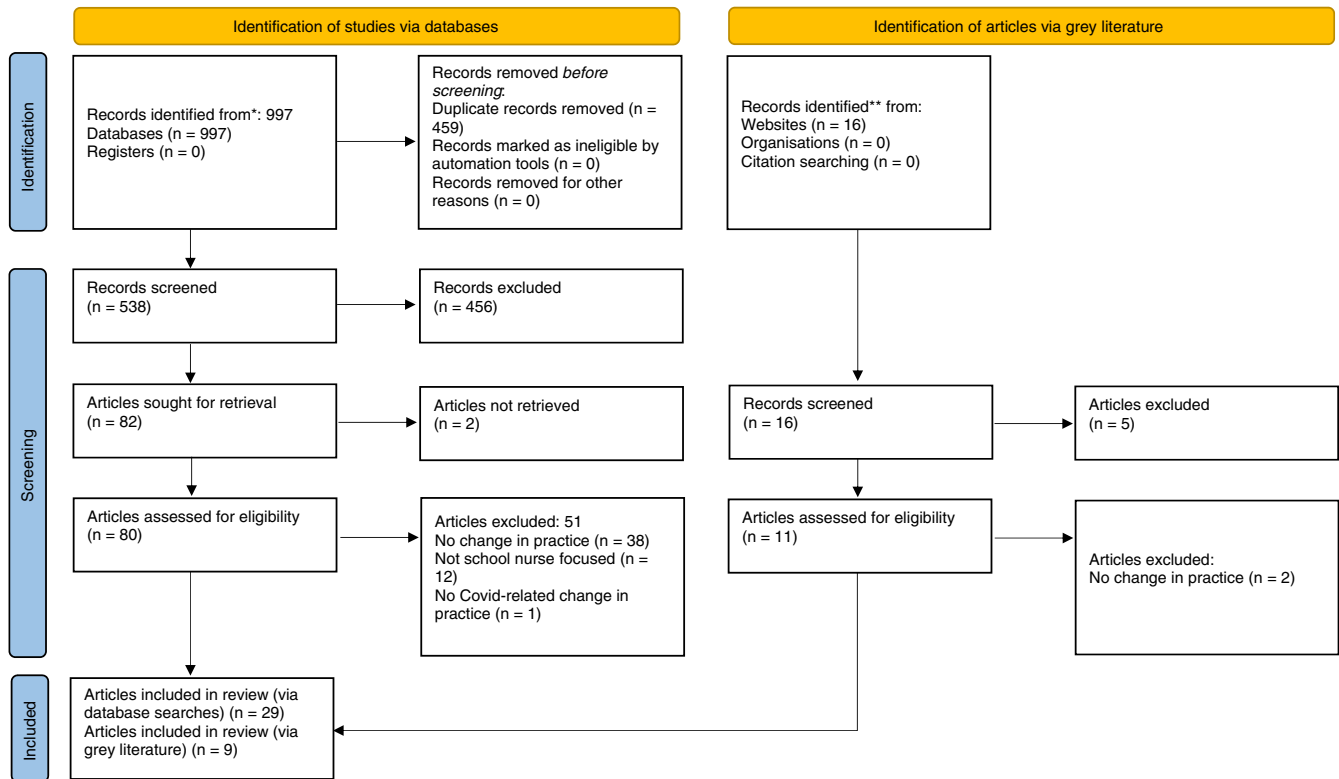 Identification of studies via databases
Identification of articles via grey literature
Identification
Records identified from*: 997
Databases (n = 997)
Registers (n = 0)
Records removed before
screening:
Duplicate records removed (n =
459)
Records marked as ineligible by
automation tools (n = 0)
Records removed for other
reasons (n = 0)
Records identified** from:
Websites (n = 16)
Organisations (n = 0)
Citation searching (n = 0)
Screening
Records screened
(n = 538)
Records excluded
(n = 456)
Articles sought for retrieval
(n = 82)
Articles not retrieved
(n = 2)
Records screened
(n = 16)
Articles excluded
(n = 5)
Articles assessed for eligibility
(n = 80)
Articles excluded: 51
No change in practice (n = 38)
Not school nurse focused (n =
12)
No Covid-related change in
practice (n = 1)
Articles assessed for eligibility
(n = 11)
Articles excluded:
No change in practice (n = 2)
Included
Articles included in review (via
database searches) (n = 29)
Articles included in review (via
grey literature) (n = 9)